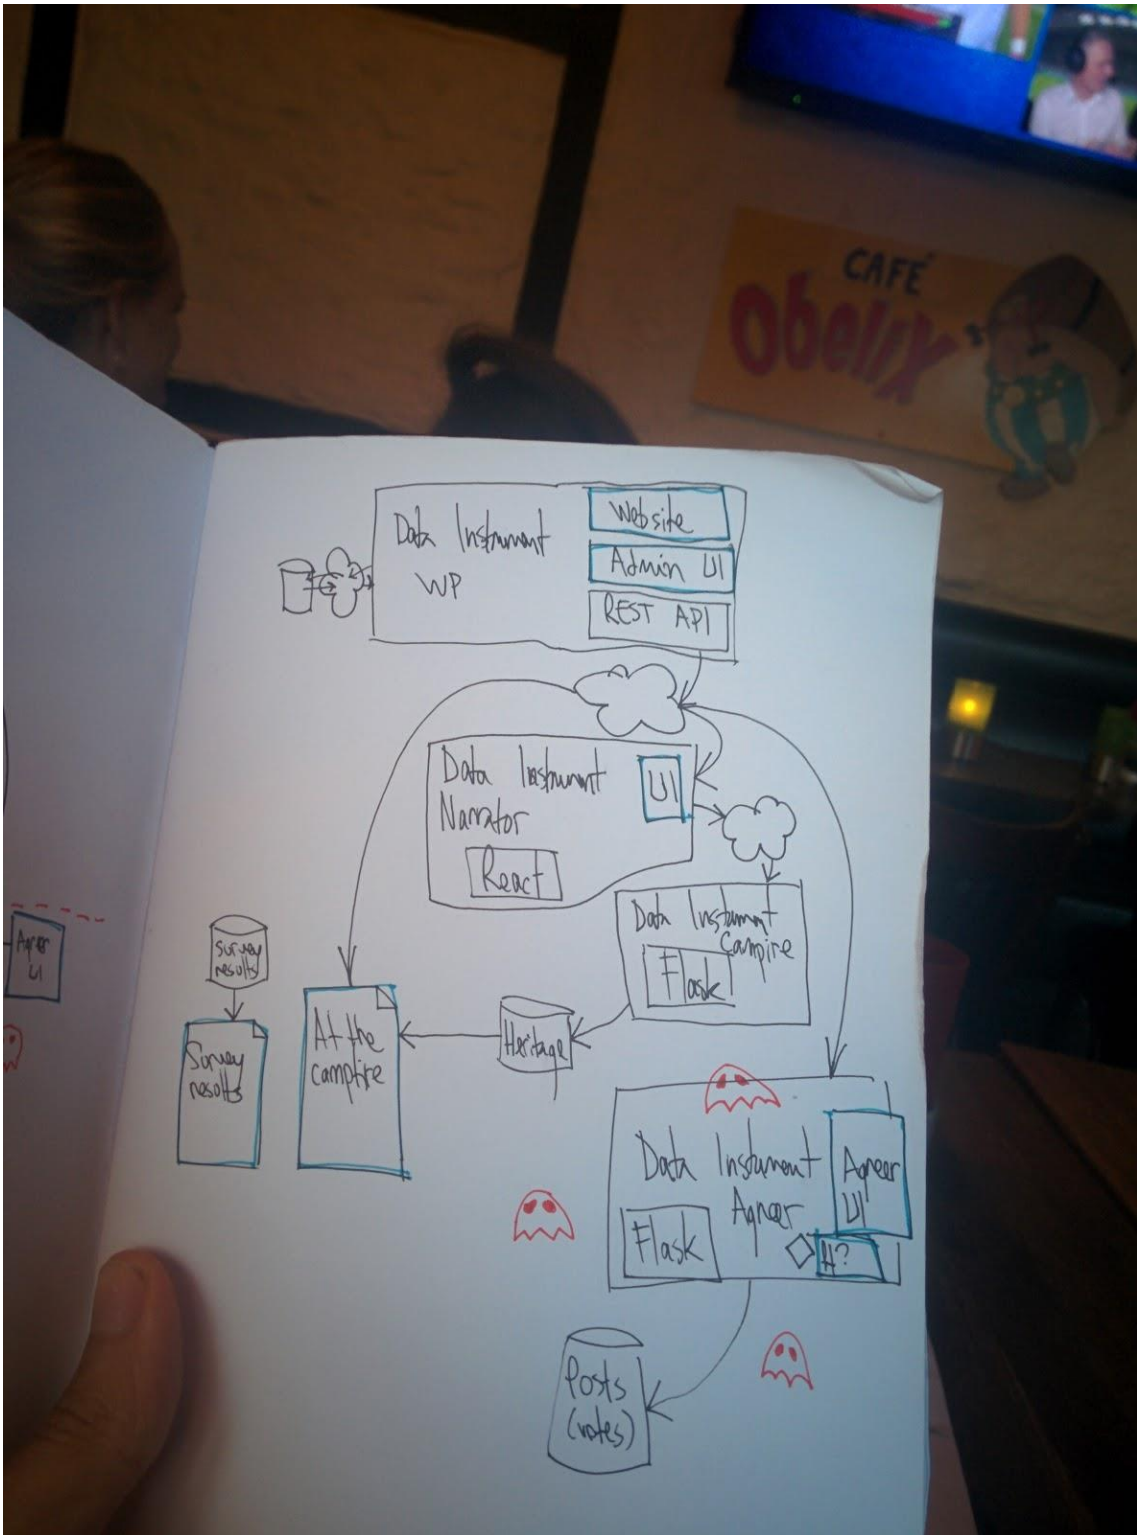 CAFÉ
Obelix
Data Instrument
WP
Website
Admin UI
REST API
Data Instrument
Narrator
UI
React
Data Instrument
Campire
Flask
Survey
results
Survey
results
At the
campfire
Heritage
Data Instrument
Agreer
Flask
Agreer
UI
H?
Posts
(votes)
Agreer
UI